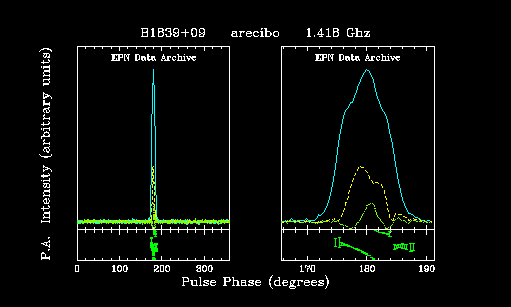 B1839+09 arecibo 1.418 Ghz
EPN Data Archive EPN Data Archive
P.A. Intensity (arbitrary units)
0 100 200 300 170 180 190
Pulse Phase (degrees)